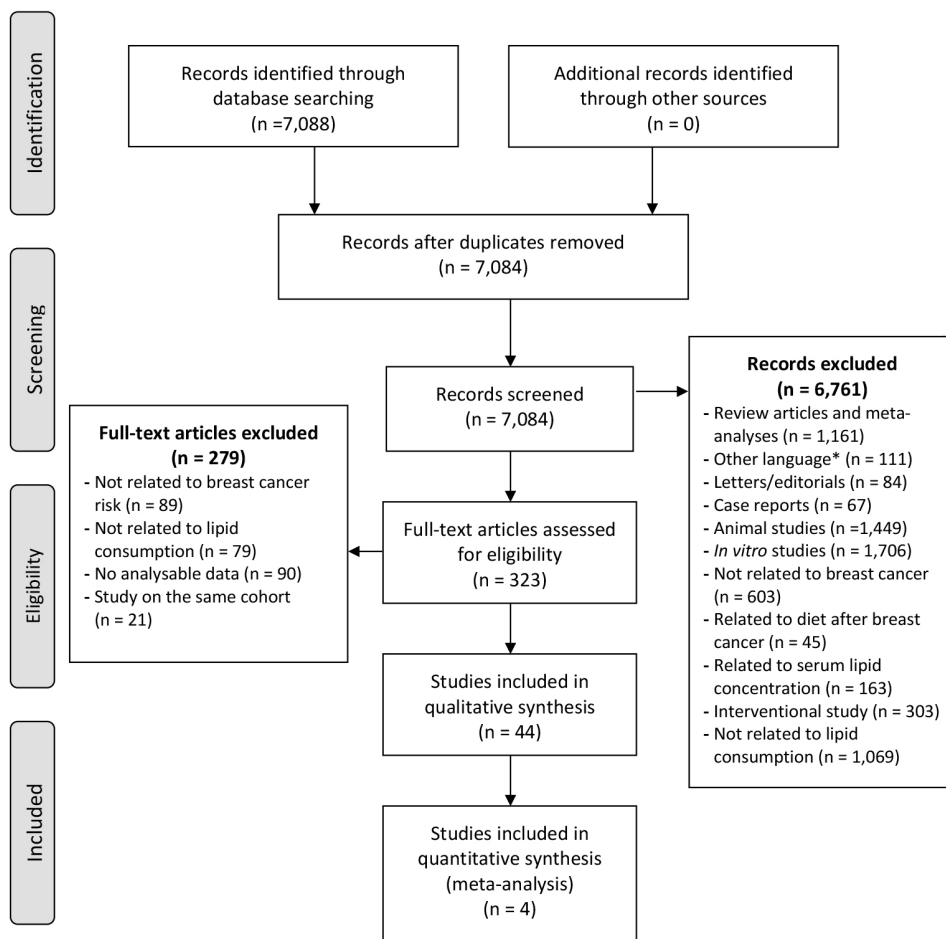 Identification
Records identified through
database searching
(n =7,088)
Additional records identified
through other sources
(n = 0)
Records after duplicates removed
(n = 7,084)
Screening
Records screened
(n = 7,084)
Records excluded
(n = 6,761)
- Review articles and meta-
analyses (n = 1,161)
- Other language* (n = 111)
- Letters/editorials (n = 84)
- Case reports (n = 67)
- Animal studies (n =1,449)
- In vitro studies (n = 1,706)
- Not related to breast cancer
(n = 603)
- Related to diet after breast
cancer (n = 45)
- Related to serum lipid
concentration (n = 163)
- Interventional study (n = 303)
- Not related to lipid
consumption (n = 1,069)
Full-text articles excluded
(n = 279)
- Not related to breast cancer
risk (n = 89)
- Not related to lipid
consumption (n = 79)
- No analysable data (n = 90)
- Study on the same cohort
(n = 21)
Eligibility
Full-text articles assessed
for eligibility
(n = 323)
Studies included in
qualitative synthesis
(n = 44)
Included
Studies included in
quantitative synthesis
(meta-analysis)
(n = 4)